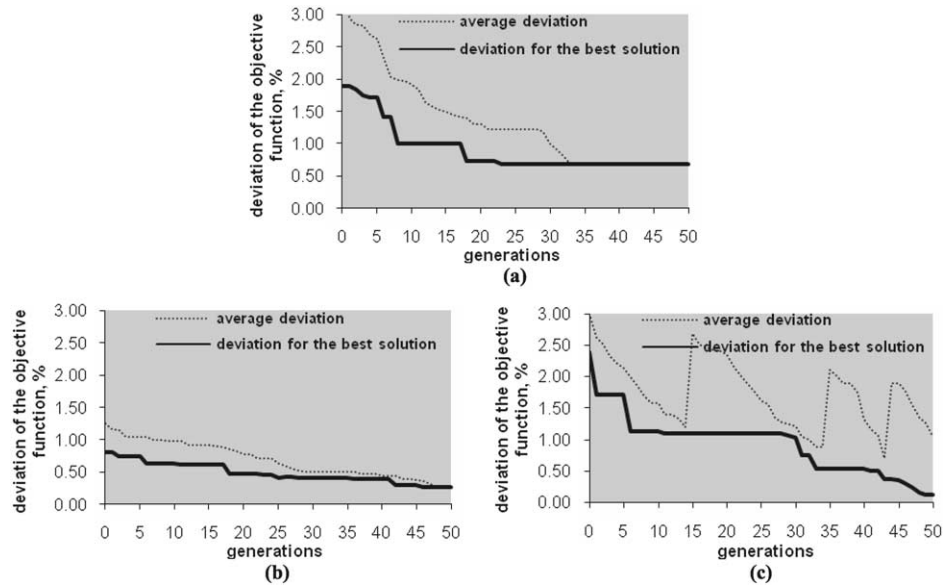 deviation of the objective
function, %
3.00
2.50
2.00
1.50
1.00
0.50
0.00
average deviation
deviation for the best solution
0 5 10 15 20 25 30 35 40 45 50
generations
(a)
deviation of the objective
function, %
3.00
2.50
2.00
1.50
1.00
0.50
0.00
average deviation
deviation for the best solution
0 5 10 15 20 25 30 35 40 45 50
generations
(b)
deviation of the objective
function, %
3.00
2.50
2.00
1.50
1.00
0.50
0.00
average deviation
deviation for the best solution
0 5 10 15 20 25 30 35 40 45 50
generations
(c)